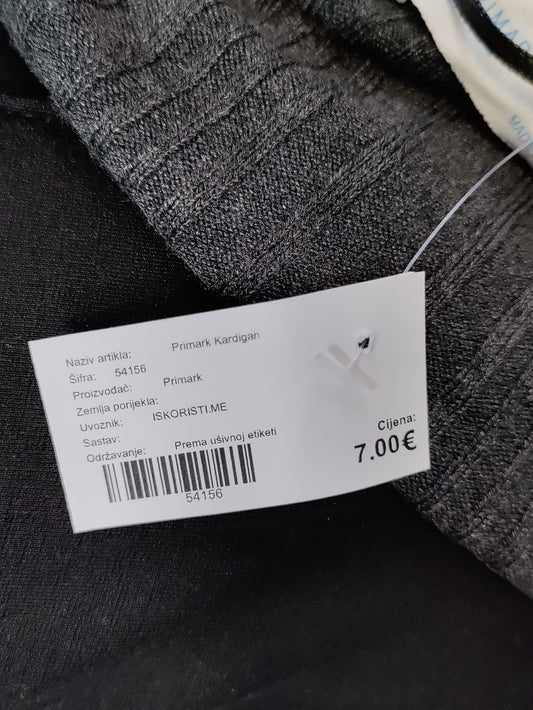 Naziv artikla: Primark Kardigan
Šifra: 54156
Proizvođač: Primark
Zemlja porijekla:
Uvoznik: ISKORISTI.ME
Sastav:
Održavanje: Prema ušivnoj etiketi
54156
Cijena:
7.00€
MADE